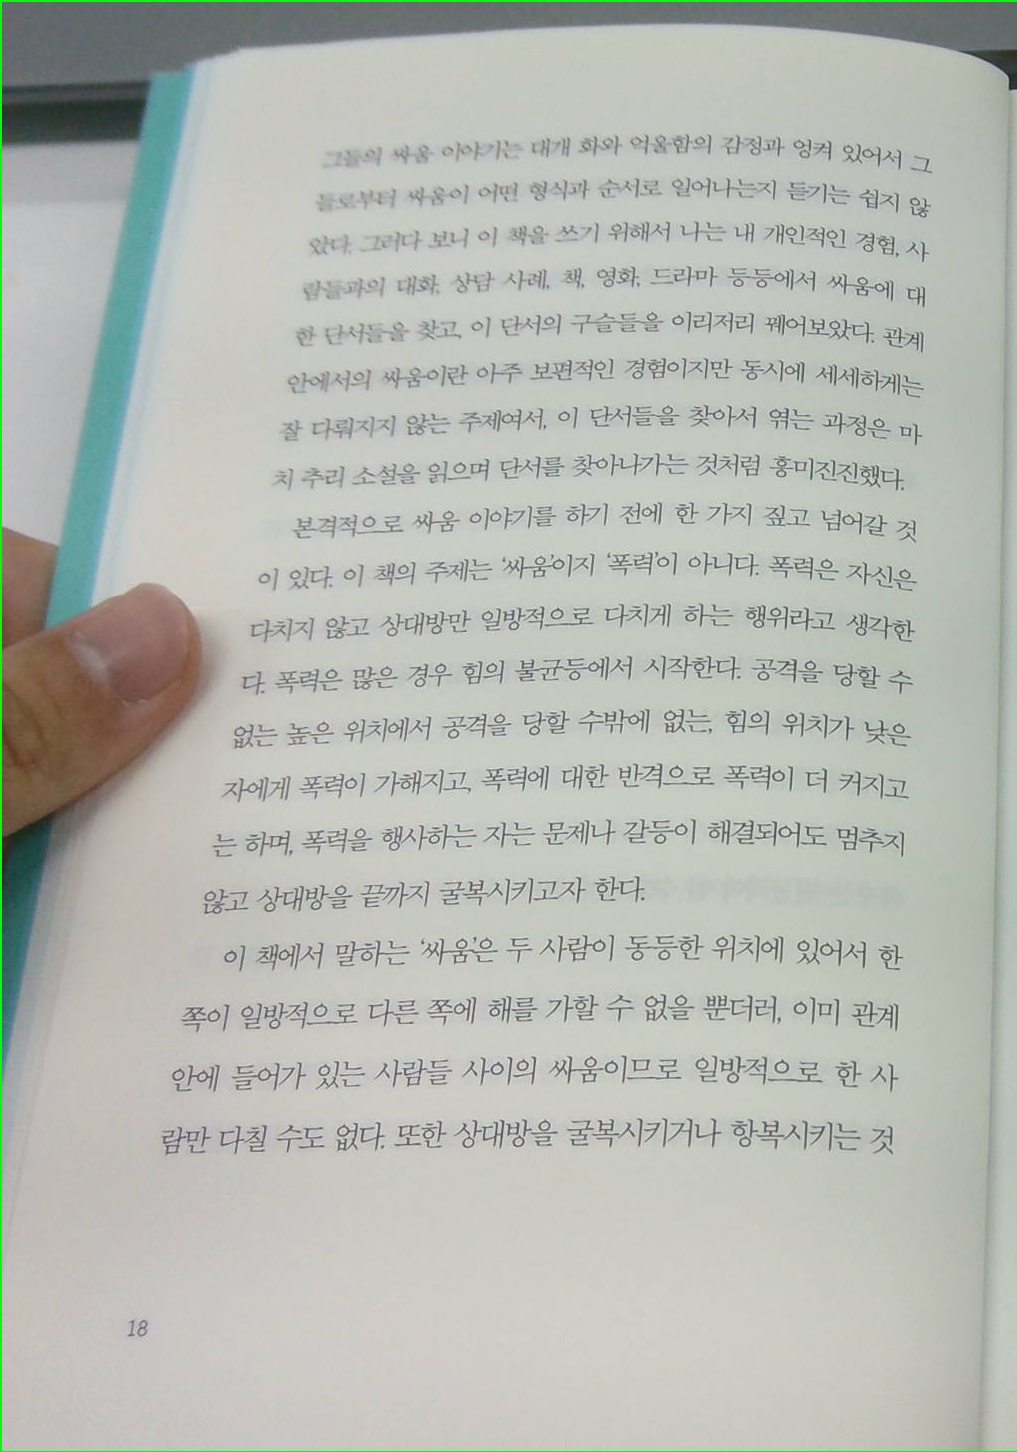 그들의 싸움 이야기는 대개 화와 억울함의 감정과 엉켜 있어서 그
들로부터 싸움이 어떤 형식과 순서로 일어나는지 듣기는 쉽지 않
았다. 그러다 보니 이 책을 쓰기 위해서 나는 내 개인적인 경험, 사
람들과의 대화, 상담 사례, 책, 영화, 드라마 등등에서 싸움에 대
한 단서들을 찾고, 이 단서의 구슬들을 이리저리 꿰어보았다. 관계
안에서의 싸움이란 아주 보편적인 경험이지만 동시에 세세하게는
잘 다뤄지지 않는 주제여서, 이 단서들을 찾아서 엮는 과정은 마
치 추리 소설을 읽으며 단서를 찾아나가는 것처럼 흥미진진했다.
본격적으로 싸움 이야기를 하기 전에 한 가지 짚고 넘어갈 것
이 있다. 이 책의 주제는 ‘싸움’이지 ‘폭력’이 아니다. 폭력은 자신은
다치지 않고 상대방만 일방적으로 다치게 하는 행위라고 생각한
다. 폭력은 많은 경우 힘의 불균등에서 시작한다. 공격을 당할 수
없는 높은 위치에서 공격을 당할 수밖에 없는, 힘의 위치가 낮은
자에게 폭력이 가해지고, 폭력에 대한 반격으로 폭력이 더 커지고
는 하며, 폭력을 행사하는 자는 문제나 갈등이 해결되어도 멈추지
않고 상대방을 끝까지 굴복시키고자 한다.
이 책에서 말하는 ‘싸움’은 두 사람이 동등한 위치에 있어서 한
쪽이 일방적으로 다른 쪽에 해를 가할 수 없을 뿐더러, 이미 관계
안에 들어가 있는 사람들 사이의 싸움이므로 일방적으로 한 사
람만 다칠 수도 없다. 또한 상대방을 굴복시키거나 항복시키는 것
18